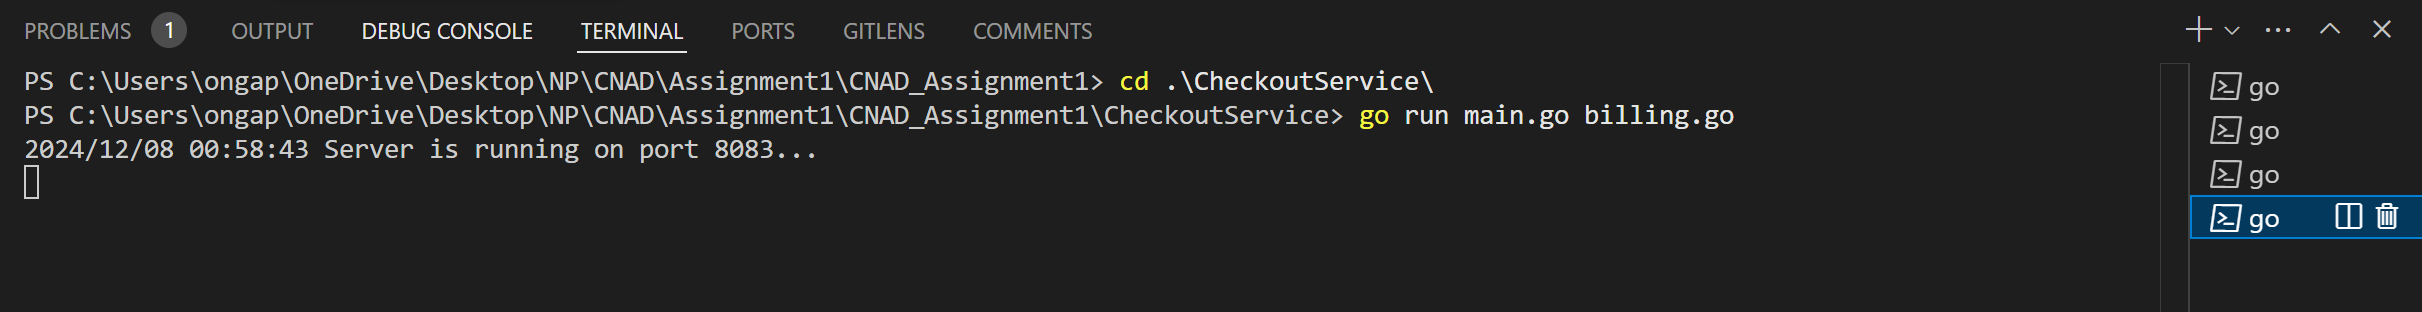 PROBLEMS 1 OUTPUT DEBUG CONSOLE TERMINAL PORTS GITLENS COMMENTS
PS C:\Users\ongap\OneDrive\Desktop\NP\CNAD\Assignment1\CNAD_Assignment1> cd .\CheckoutService\
PS C:\Users\ongap\OneDrive\Desktop\NP\CNAD\Assignment1\CNAD_Assignment1\CheckoutService> go run main.go billing.go
2024/12/08 00:58:43 Server is running on port 8083...
go
go
go
go